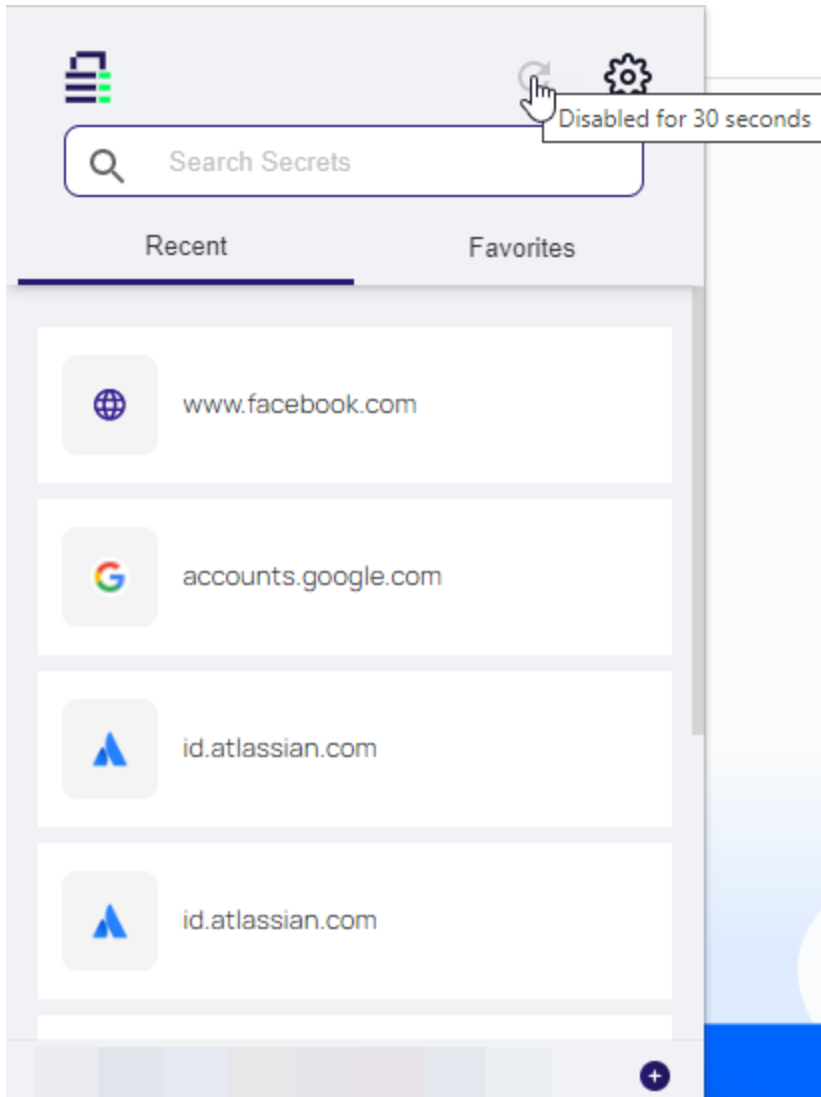 Disabled for 30 seconds
Search Secrets
Recent
Favorites
www.facebook.com
accounts.google.com
id.atlassian.com
id.atlassian.com